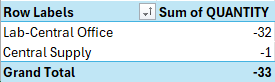 Row Labels Sum of QUANTITY
Lab-Central Office -32
Central Supply -1
Grand Total -33